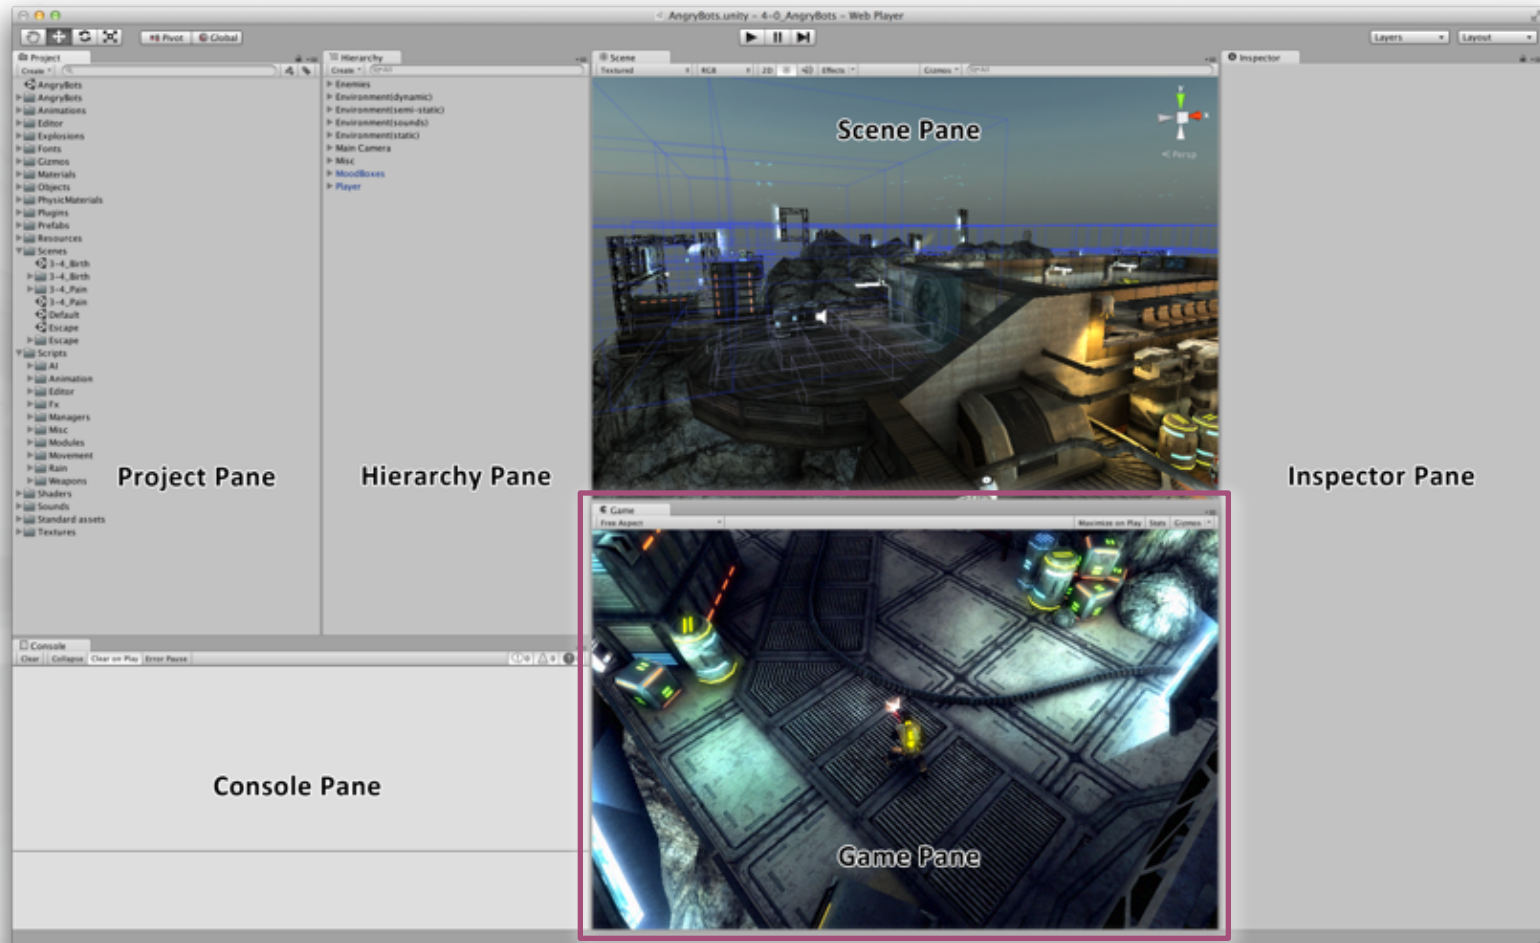 AngryBots.unity - 4-0_AngryBots - Web Player
Pivot Global
Layers Layout
Project
Create
AngryBots
AngryBots
Animations
Editor
Explosions
Fonts
Gizmos
Materials
Objects
PhysicMaterials
Plugins
Prefabs
Resources
Scenes
3-4_Birth
3-4_Birth
3-4_Pain
3-4_Pain
Default
Escape
Escape
Scripts
AI
Animation
Editor
Fx
Managers
Misc
Modules
Movement
Rain
Weapons
Shaders
Sounds
Standard assets
Textures
Project Pane
Hierarchy
Create All
Enemies
Environment(dynamic)
Environment(semi-static)
Environment(sounds)
Environment(static)
Main Camera
Misc
MoodBoxes
Player
Hierarchy Pane
Scene
Textured RGB 2D Effects Gizmos All
Scene Pane
y
x
Persp
Inspector
Inspector Pane
Console
Clear Collapse Clear on Play Error Pause
Console Pane
Game
Free Aspect Maximize on Play Stats Gizmos
Game Pane